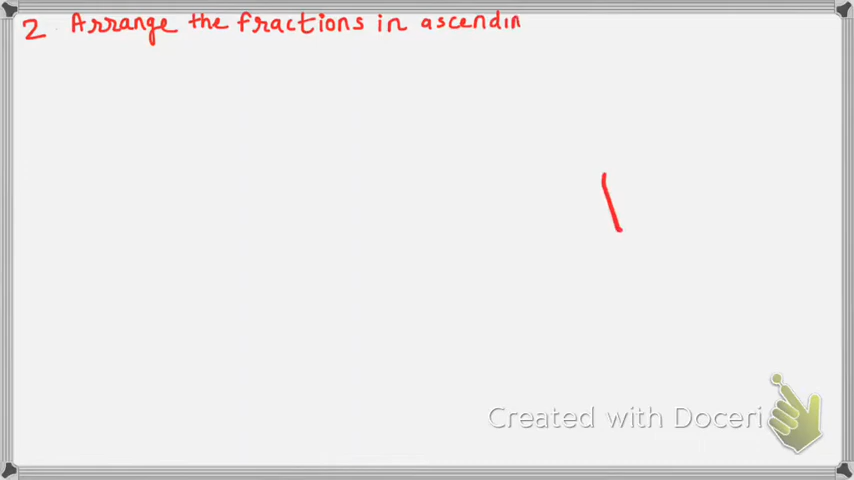 2 Arrange the fractions in ascendin
Created with Doceri